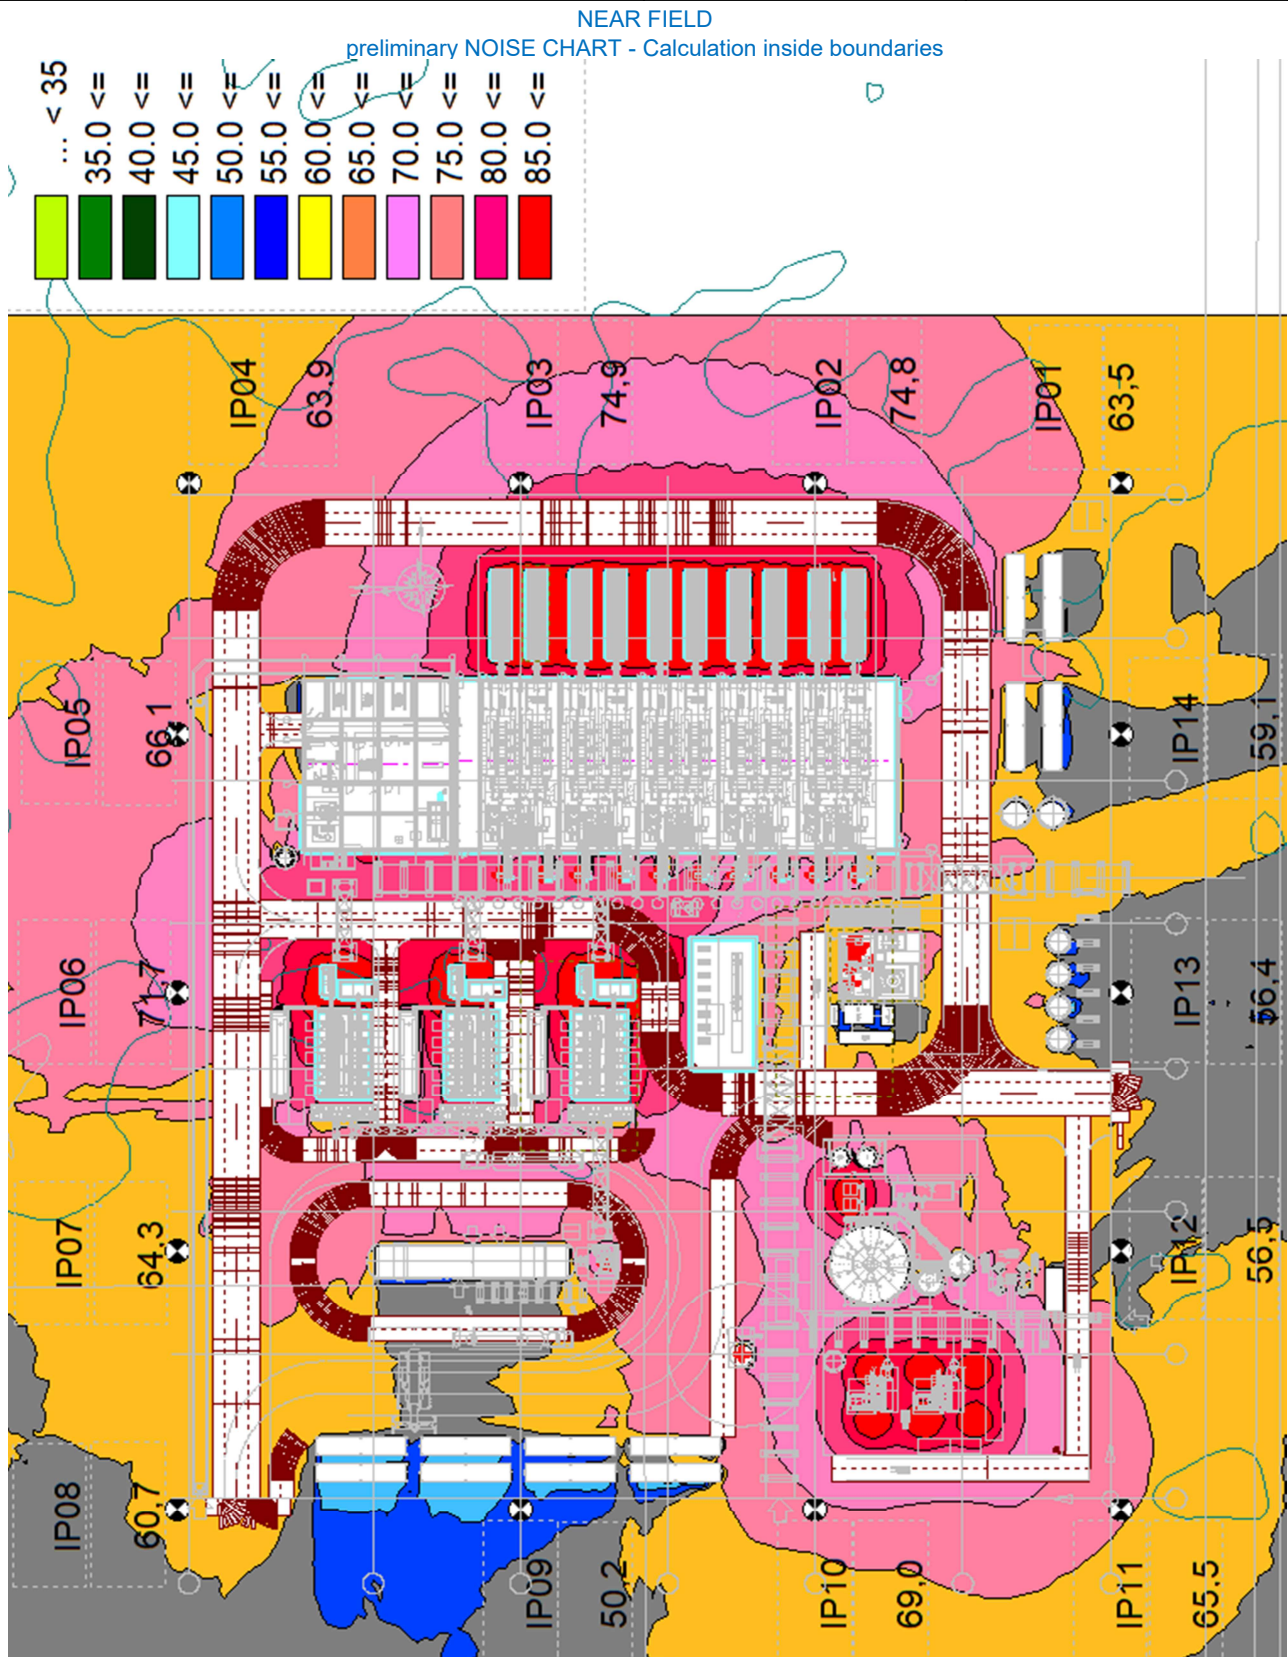 NEAR FIELD
preliminary NOISE CHART - Calculation inside boundaries
... < 35
35.0 <=
40.0 <=
45.0 <=
50.0 <=
55.0 <=
60.0 <=
65.0 <=
70.0 <=
75.0 <=
80.0 <=
85.0 <=
IP04
63,9
IP03
74,9
IP02
74,8
IP01
63,5
IP05
66,1
IP14
59,1
IP06
71,7
IP13
56,4
IP07
64,3
IP12
56,5
IP08
60,7
IP09
50,2
IP10
69,0
IP11
65,5